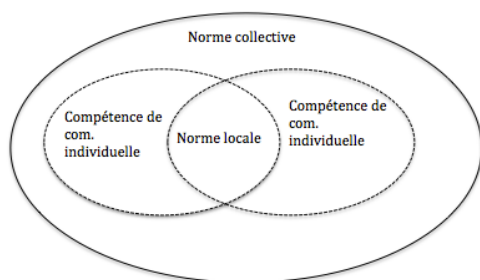 Norme collective
Compétence de
com.
individuelle
Norme locale
Compétence de
com.
individuelle